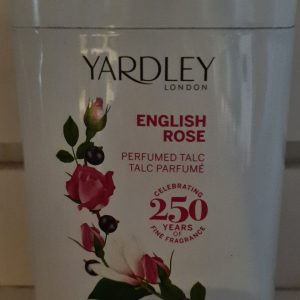 YARDLEY
LONDON
ENGLISH
ROSE
PERFUMED TALC
TALC PARFUMÉ
CELEBRATING
250
YEARS
OF
FINE FRAGRANCE